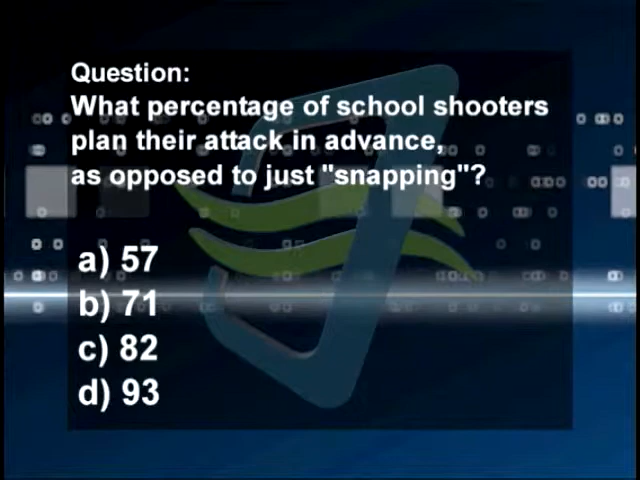 Question:
What percentage of school shooters
plan their attack in advance,
as opposed to just "snapping"?
a) 57
b) 71
c) 82
d) 93